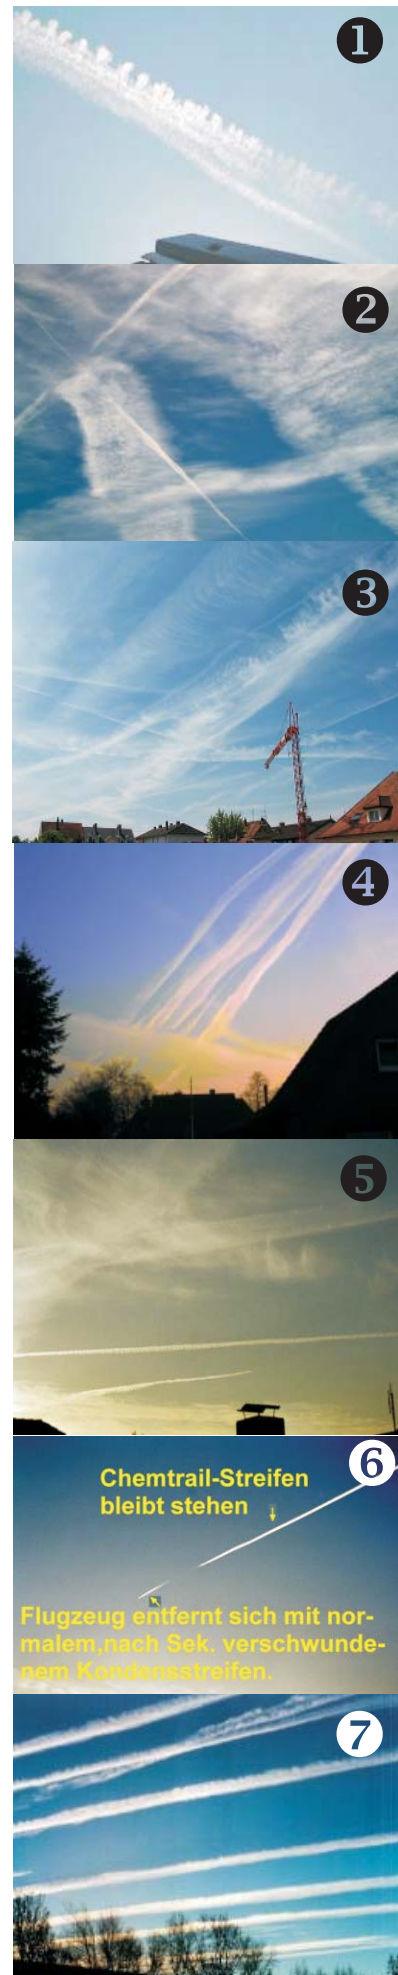 1
2
3
4
5
6
Chemtrail-Streifen
bleibt stehen
Flugzeug entfernt sich mit nor-
malem,nach Sek. verschwunde-
nem Kondensstreifen.
7